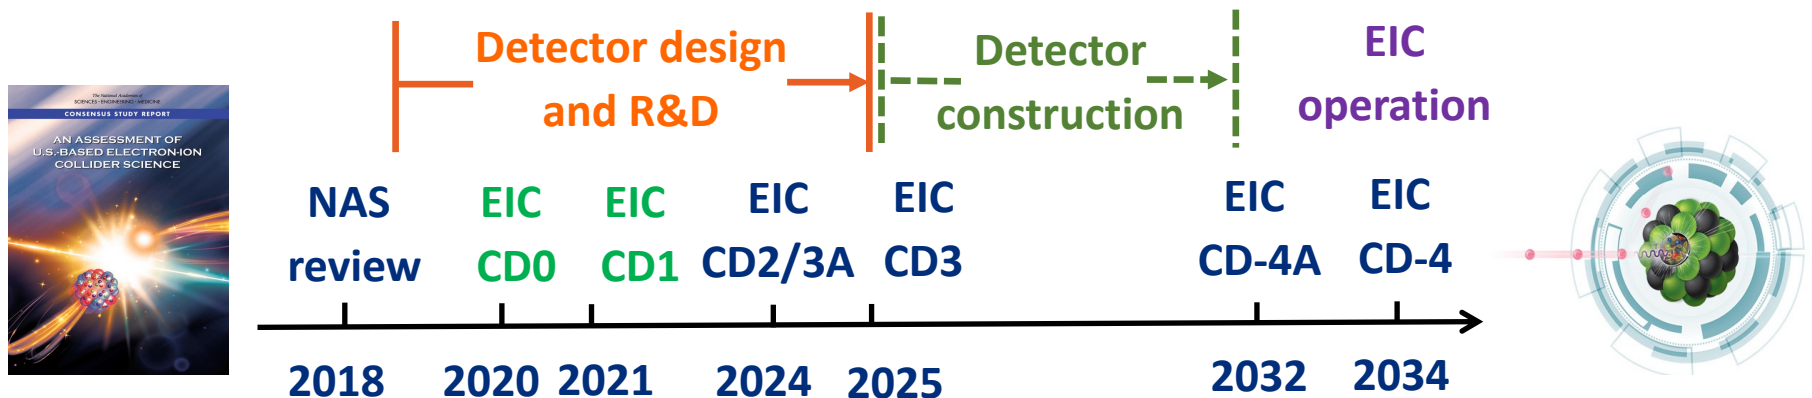 The National Academies of
SCIENCES • ENGINEERING • MEDICINE
CONSENSUS STUDY REPORT
AN ASSESSMENT OF
U.S.-BASED ELECTRON-ION
COLLIDER SCIENCE
Detector design
and R&D
Detector
construction
EIC
operation
NAS
review
EIC
CD0
EIC
CD1
EIC
CD2/3A
EIC
CD3
EIC
CD-4A
EIC
CD-4
2018
2020
2021
2024
2025
2032
2034